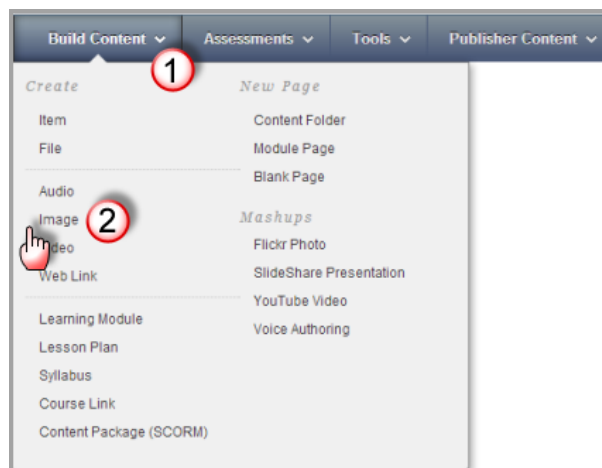 Build Content Assessments Tools Publisher Content
1
Create
Item
File
Audio
Image 2
Video
Web Link
Learning Module
Lesson Plan
Syllabus
Course Link
Content Package (SCORM)
New Page
Content Folder
Module Page
Blank Page
Mashups
Flickr Photo
SlideShare Presentation
YouTube Video
Voice Authoring